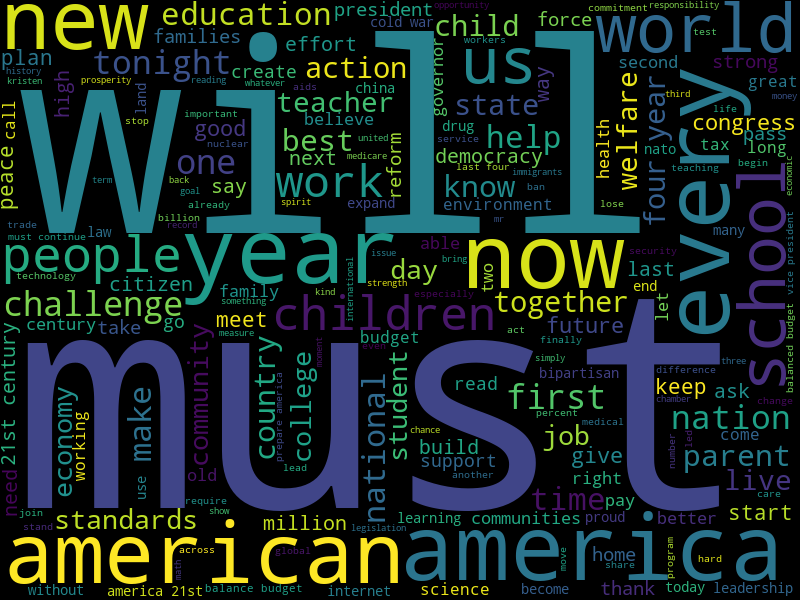 new
education
president
opportunity
commitment
responsibility
families
cold war
child
force
world
test
plan
tonight
effort
us
workers
second
strong
history
kristen
prosperity
reading
create
action
governor
way
great
high
land
whatever
aids
china
teacher
state
welfare
year
third
money
life
call
peace
stop
important
believe
drug
help
health
every
congress
good
nuclear
best
united
service
democracy
nato
pass
tax
long
one
next
medicare
reform
last four
immigrants
four
begin
teaching
economic
will
term
back
goal
say
work
know
ban
school
already
spirit
expand
environment
lose
many
trade
billion
record
mr
must continue
law
people
year
issue
able
bring
now
security
technology
citizen
international
day
two
last
vice president
challenge
something
kind
strength
family
especially
together
end
let
children
century
take
go
meet
measure
budget
act
future
finally
balanced budget
21st century
community
moment
even
simply
difference
three
must
country
college
student
bipartisan
chamber
change
economy
make
prepare america
national
read
first
keep
ask
working
percent
medical
nation
chance
job
come
need
use
old
lead
build
support
another
give
number
led
parent
right
care
live
require
show
time
pay
join
stand
standards
million
learning communities
proud
better
start
legislation
american
across
global
math
america
move
home
share
program
hard
without
america 21st
balance budget
internet
science
become
thank
today
leadership